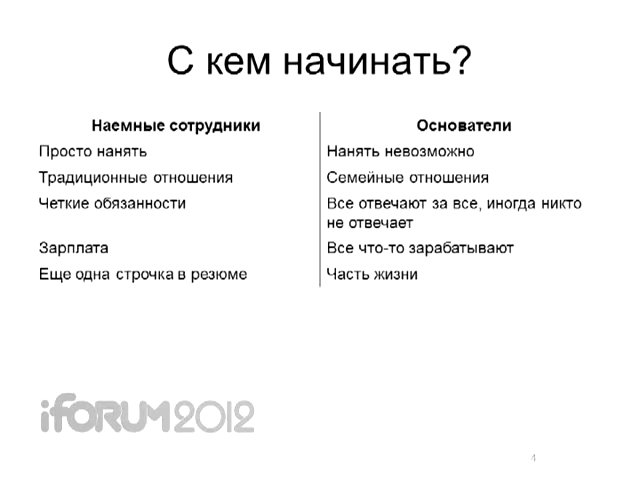 С кем начинать?
Наемные сотрудники Основатели
Просто нанять Нанять невозможно
Традиционные отношения Семейные отношения
Четкие обязанности Все отвечают за все, иногда никто
не отвечает
Зарплата Все что-то зарабатывают
Еще одна строчка в резюме Часть жизни
iFORUM2012
4